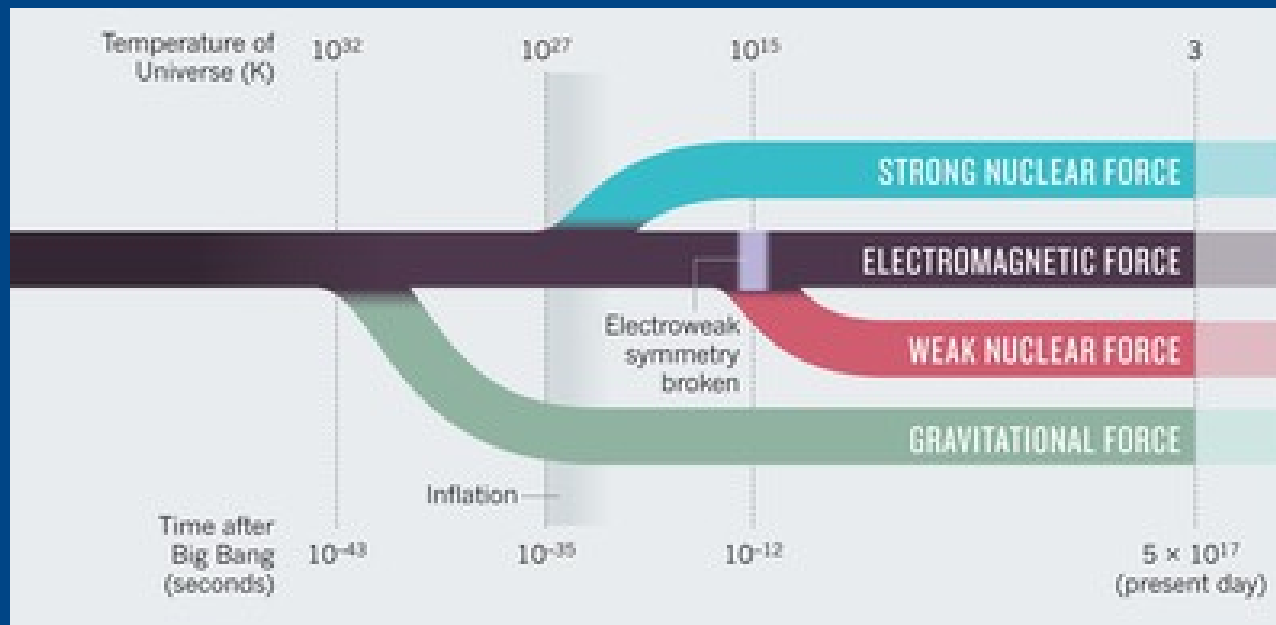 Temperature of
Universe (K)
10³²
10²⁷
10¹⁵
3
STRONG NUCLEAR FORCE
ELECTROMAGNETIC FORCE
Electroweak
symmetry
broken
WEAK NUCLEAR FORCE
GRAVITATIONAL FORCE
Inflation
Time after
Big Bang
(seconds)
10⁻⁴³
10⁻³⁵
10⁻¹²
5 × 10¹⁷
(present day)